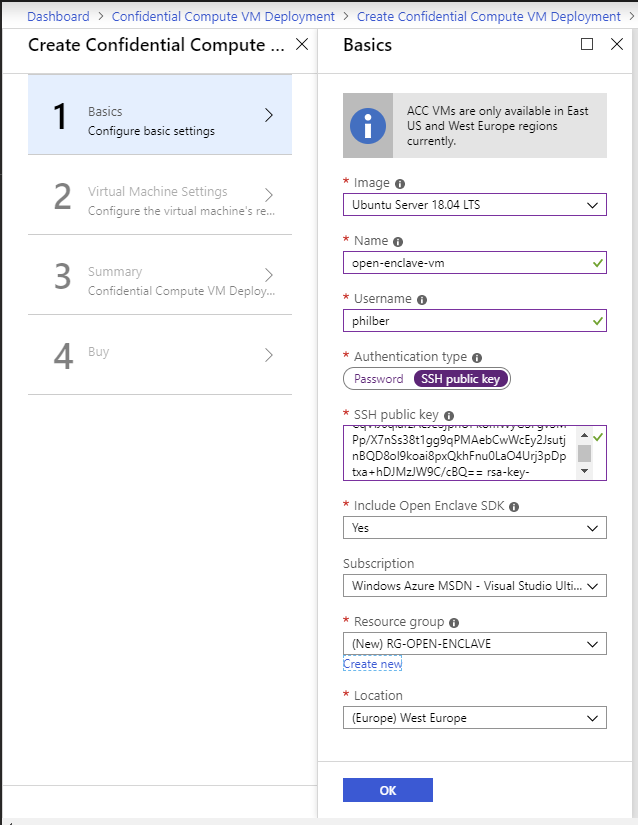 Dashboard > Confidential Compute VM Deployment > Create Confidential Compute VM Deployment >
Create Confidential Compute ...
1
Basics
Configure basic settings
2
Virtual Machine Settings
Configure the virtual machine's re...
3
Summary
Confidential Compute VM Deploy...
4
Buy
Basics
ACC VMs are only available in East
US and West Europe regions
currently.
* Image
Ubuntu Server 18.04 LTS
* Name
open-enclave-vm
* Username
philber
* Authentication type
Password SSH public key
* SSH public key
Pp/X7nSs38t1gg9qPMAebCwWcEy2Jsutj
nBQD8ol9koai8pxQkhFnu0LaO4Urj3pDp
txa+hDJMzJW9C/cBQ== rsa-key-
* Include Open Enclave SDK
Yes
Subscription
Windows Azure MSDN - Visual Studio Ulti...
* Resource group
(New) RG-OPEN-ENCLAVE
Create new
* Location
(Europe) West Europe
OK